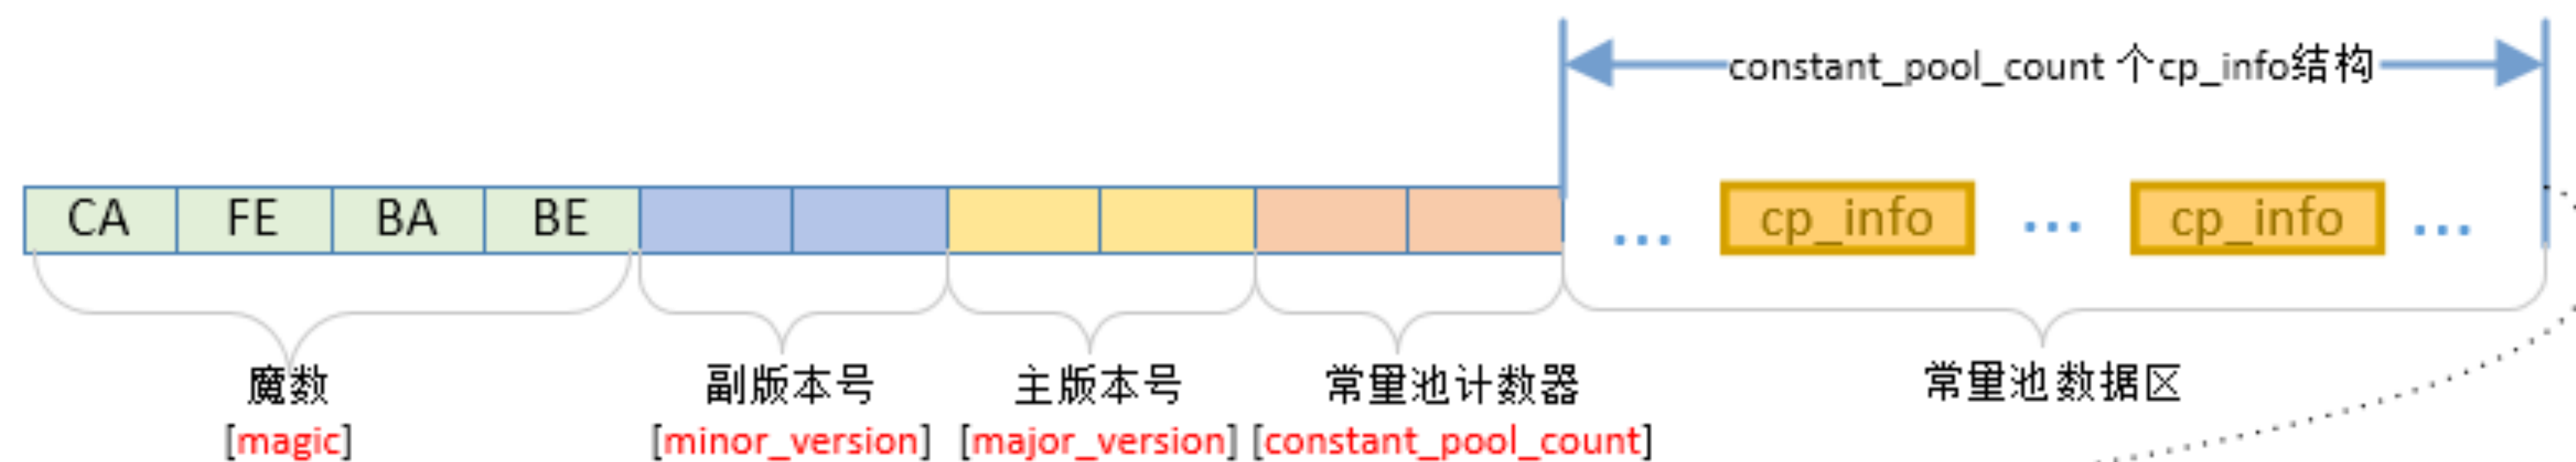 constant_pool_count 个cp_info结构
CA FE BA BE ... cp_info ... cp_info ...
魔数 副版本号 主版本号 常量池计数器 常量池数据区
[magic] [minor_version] [major_version] [constant_pool_count]